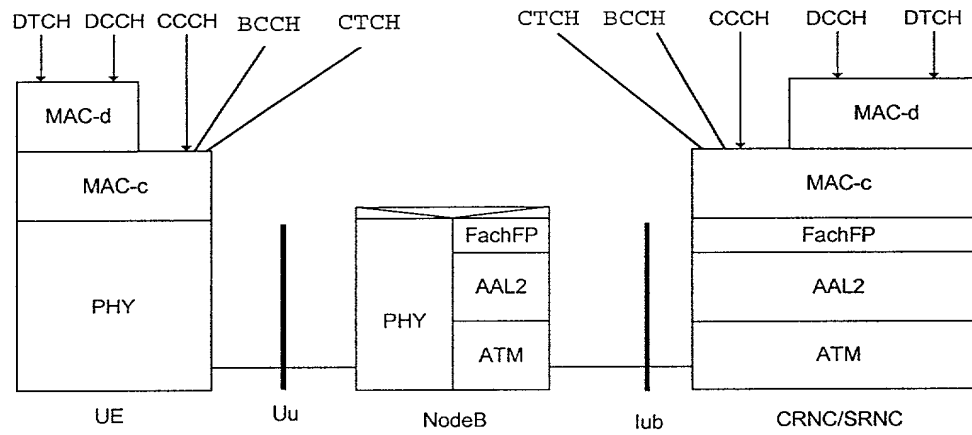 DTCH DCCH CCCH BCCH CTCH CTCH BCCH CCCH DCCH DTCH
MAC-d MAC-d
MAC-c MAC-c
FachFP FachFP
PHY PHY AAL2 AAL2
ATM ATM
UE Uu NodeB Iub CRNC/SRNC